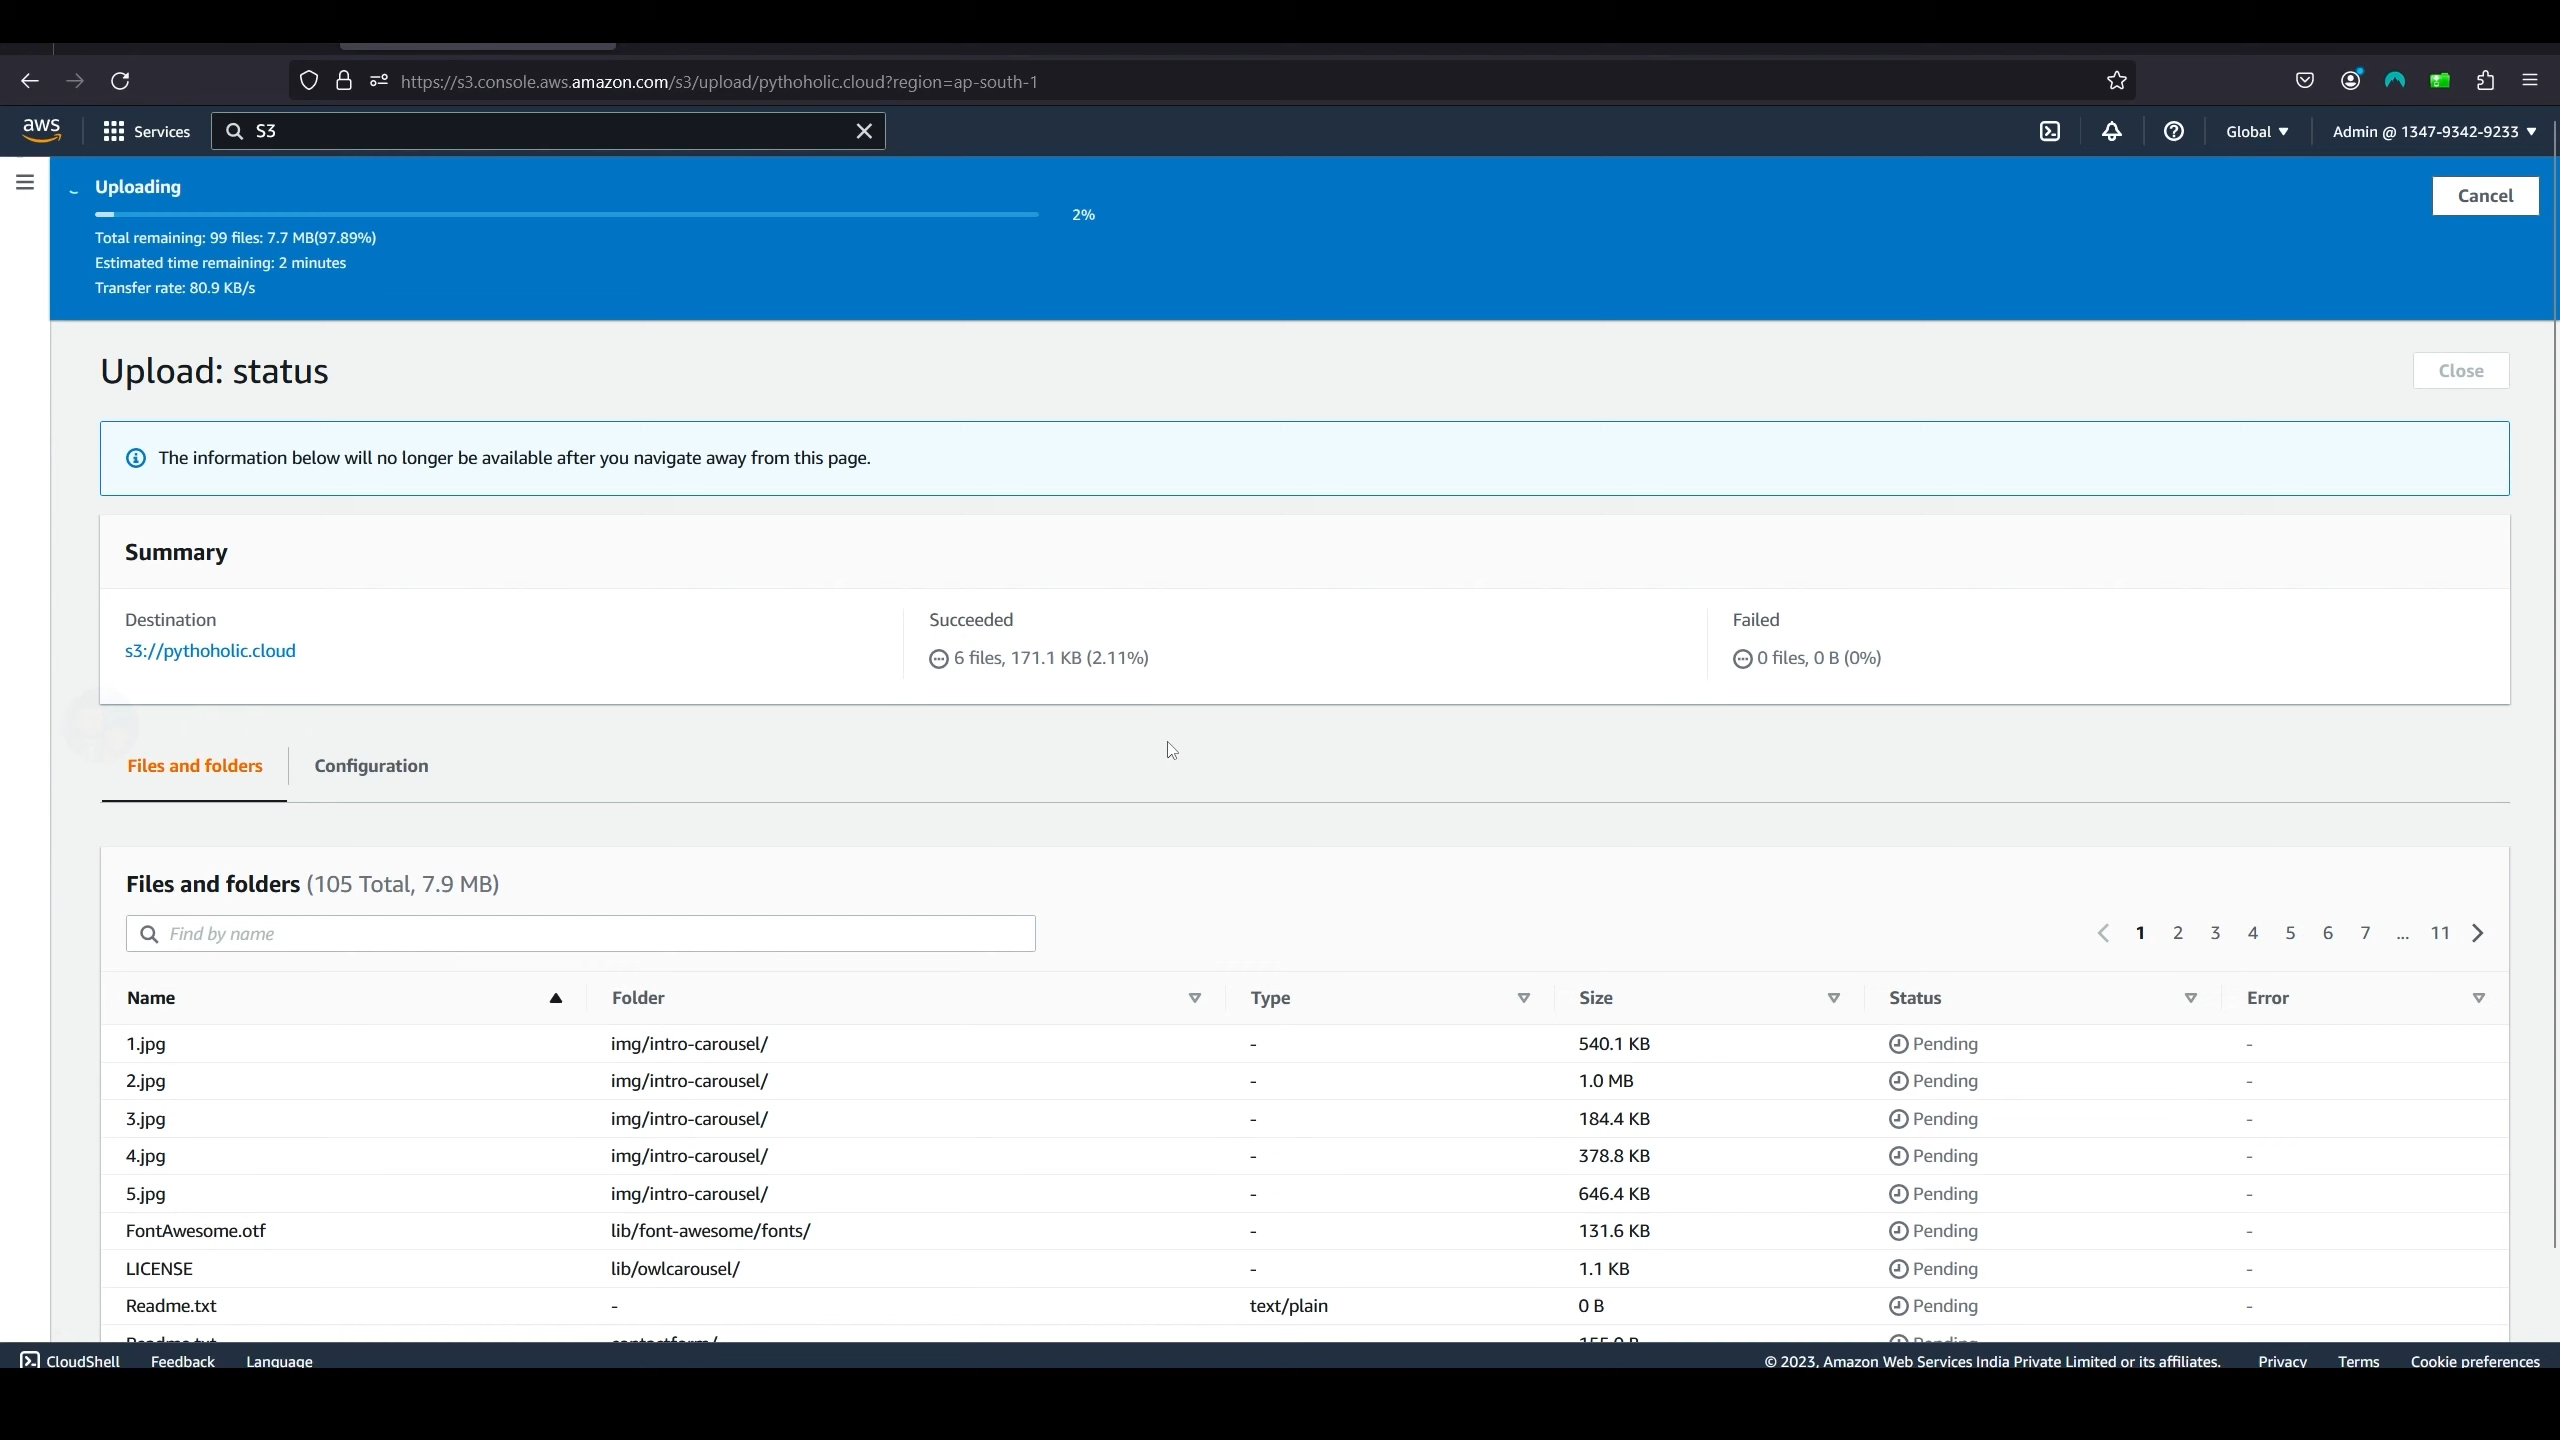 https://s3.console.aws.amazon.com/s3/upload/pythoholic.cloud?region=ap-south-1
aws Services S3 Global Admin @ 1347-9342-9233
Uploading Cancel
2%
Total remaining: 99 files: 7.7 MB(97.89%)
Estimated time remaining: 2 minutes
Transfer rate: 80.9 KB/s
Upload: status Close
The information below will no longer be available after you navigate away from this page.
Summary
Destination Succeeded Failed
s3://pythoholic.cloud 6 files, 171.1 KB (2.11%) 0 files, 0 B (0%)
Files and folders Configuration
Files and folders (105 Total, 7.9 MB)
Find by name 1 2 3 4 5 6 7 ... 11
Name Folder Type Size Status Error
1.jpg img/intro-carousel/ - 540.1 KB Pending -
2.jpg img/intro-carousel/ - 1.0 MB Pending -
3.jpg img/intro-carousel/ - 184.4 KB Pending -
4.jpg img/intro-carousel/ - 378.8 KB Pending -
5.jpg img/intro-carousel/ - 646.4 KB Pending -
FontAwesome.otf lib/font-awesome/fonts/ - 131.6 KB Pending -
LICENSE lib/owlcarousel/ - 1.1 KB Pending -
Readme.txt - text/plain 0 B Pending -
Readme.txt contactform/ Pending
CloudShell Feedback Language © 2023, Amazon Web Services India Private Limited or its affiliates. Privacy Terms Cookie preferences